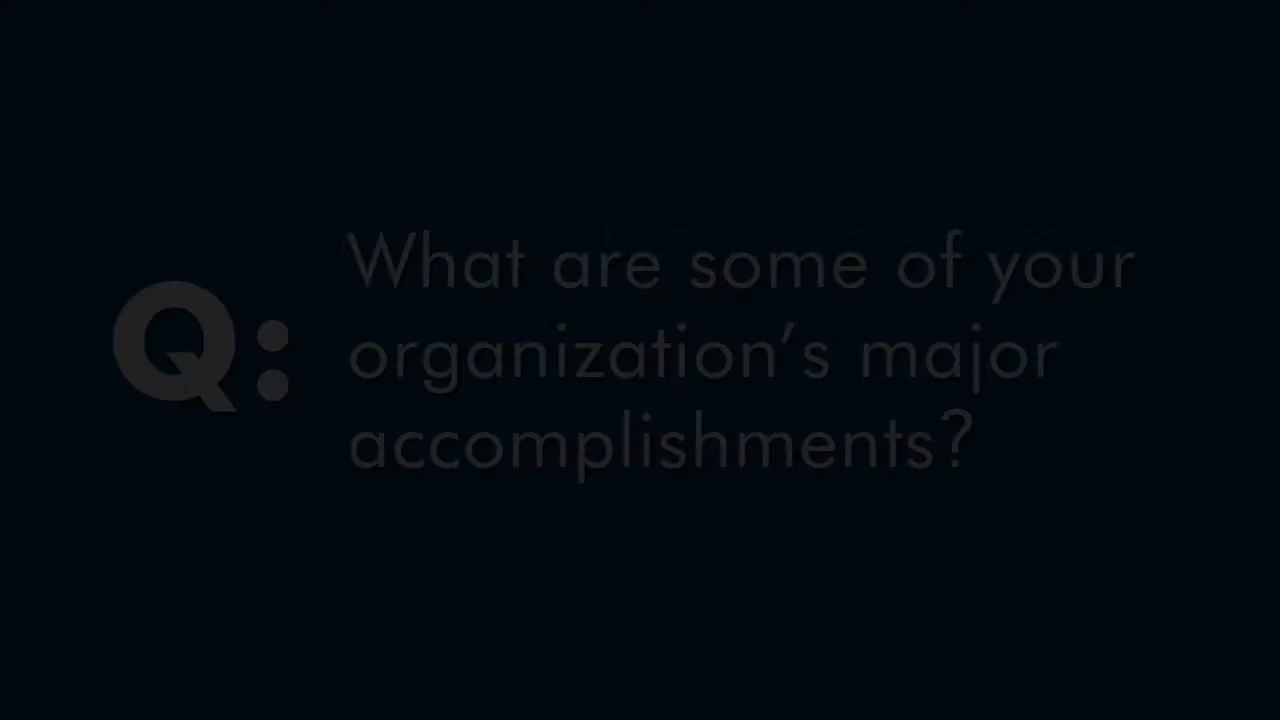 Q:
What are some of your
organization’s major
accomplishments?